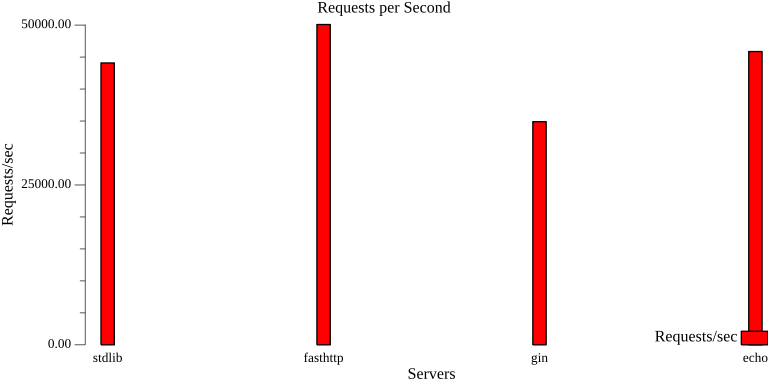 Requests per Second
50000.00
25000.00
0.00
Requests/sec
Requests/sec
stdlib
fasthttp
gin
echo
Servers